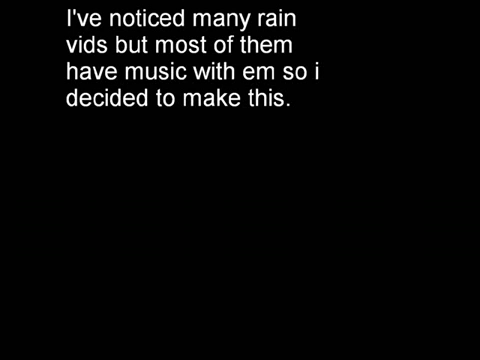 I've noticed many rain
vids but most of them
have music with em so i
decided to make this.